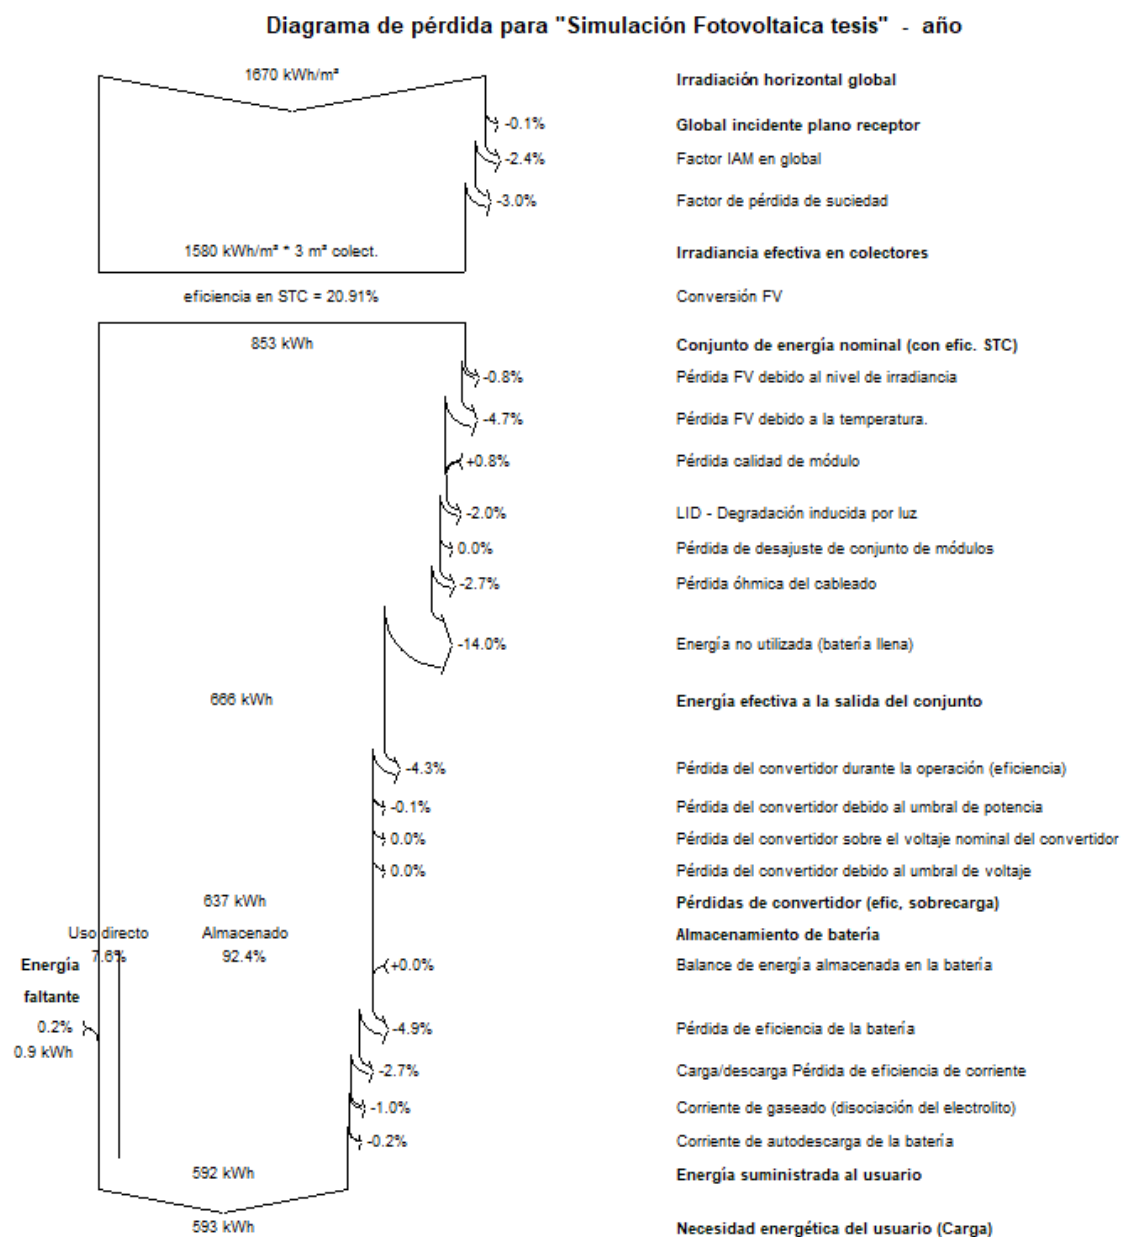 Diagrama de pérdida para "Simulación Fotovoltaica tesis" - año
1670 kWh/m² Irradiación horizontal global
-0.1% Global incidente plano receptor
-2.4% Factor IAM en global
-3.0% Factor de pérdida de suciedad
1580 kWh/m² * 3 m² colect. Irradiancia efectiva en colectores
eficiencia en STC = 20.91% Conversión FV
853 kWh Conjunto de energía nominal (con efic. STC)
-0.8% Pérdida FV debido al nivel de irradiancia
-4.7% Pérdida FV debido a la temperatura.
+0.8% Pérdida calidad de módulo
-2.0% LID - Degradación inducida por luz
0.0% Pérdida de desajuste de conjunto de módulos
-2.7% Pérdida óhmica del cableado
-14.0% Energía no utilizada (batería llena)
666 kWh Energía efectiva a la salida del conjunto
-4.3% Pérdida del convertidor durante la operación (eficiencia)
-0.1% Pérdida del convertidor debido al umbral de potencia
0.0% Pérdida del convertidor sobre el voltaje nominal del convertidor
0.0% Pérdida del convertidor debido al umbral de voltaje
637 kWh Pérdidas de convertidor (efic, sobrecarga)
Uso directo Almacenado Almacenamiento de batería
7.6% 92.4%
Energía +0.0% Balance de energía almacenada en la batería
faltante
0.2% -4.9% Pérdida de eficiencia de la batería
0.9 kWh
-2.7% Carga/descarga Pérdida de eficiencia de corriente
-1.0% Corriente de gaseado (disociación del electrolito)
-0.2% Corriente de autodescarga de la batería
592 kWh Energía suministrada al usuario
593 kWh Necesidad energética del usuario (Carga)